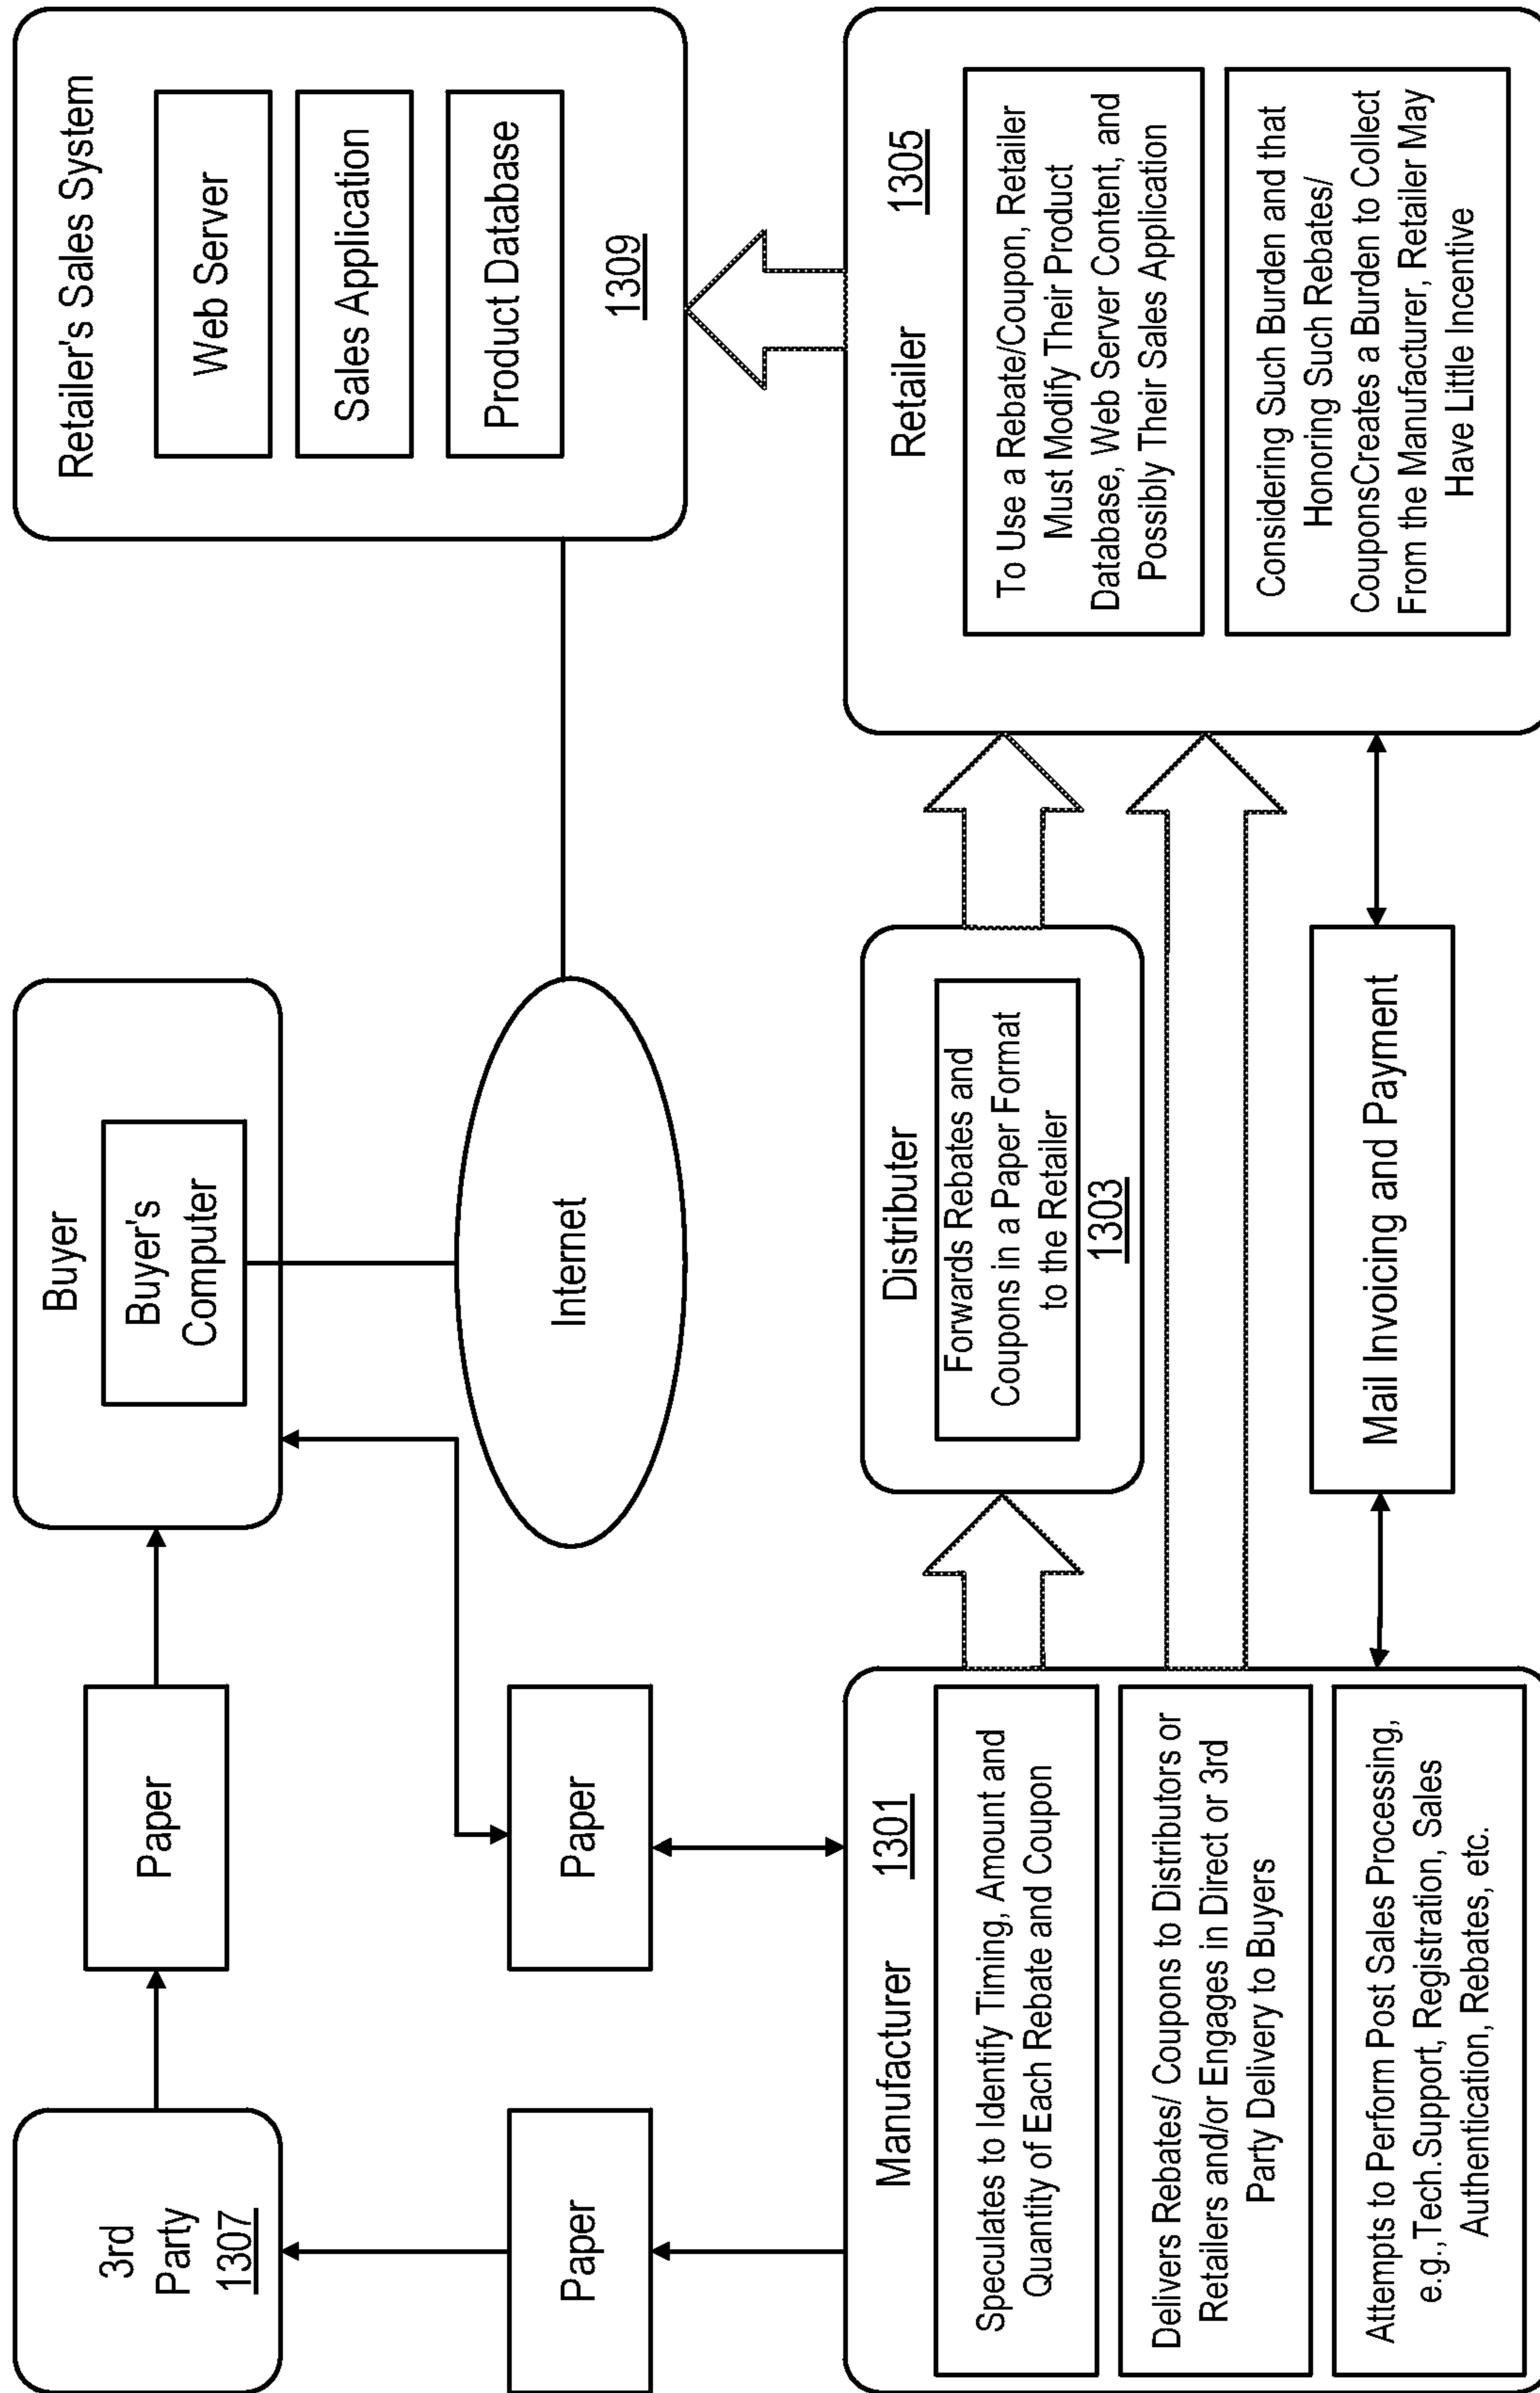 3rd
Party
1307
Paper
Buyer
Buyer's
Computer
Retailer's Sales System
Web Server
Sales Application
Product Database
1309
Paper
Paper
Internet
Manufacturer 1301
Speculates to Identify Timing, Amount and
Quantity of Each Rebate and Coupon
Delivers Rebates/ Coupons to Distributors or
Retailers and/or Engages in Direct or 3rd
Party Delivery to Buyers
Attempts to Perform Post Sales Processing,
e.g.,Tech.Support, Registration, Sales
Authentication, Rebates, etc.
Distributer
Forwards Rebates and
Coupons in a Paper Format
to the Retailer
1303
Mail Invoicing and Payment
Retailer 1305
To Use a Rebate/Coupon, Retailer
Must Modify Their Product
Database, Web Server Content, and
Possibly Their Sales Application
Considering Such Burden and that
Honoring Such Rebates/
CouponsCreates a Burden to Collect
From the Manufacturer, Retailer May
Have Little Incentive